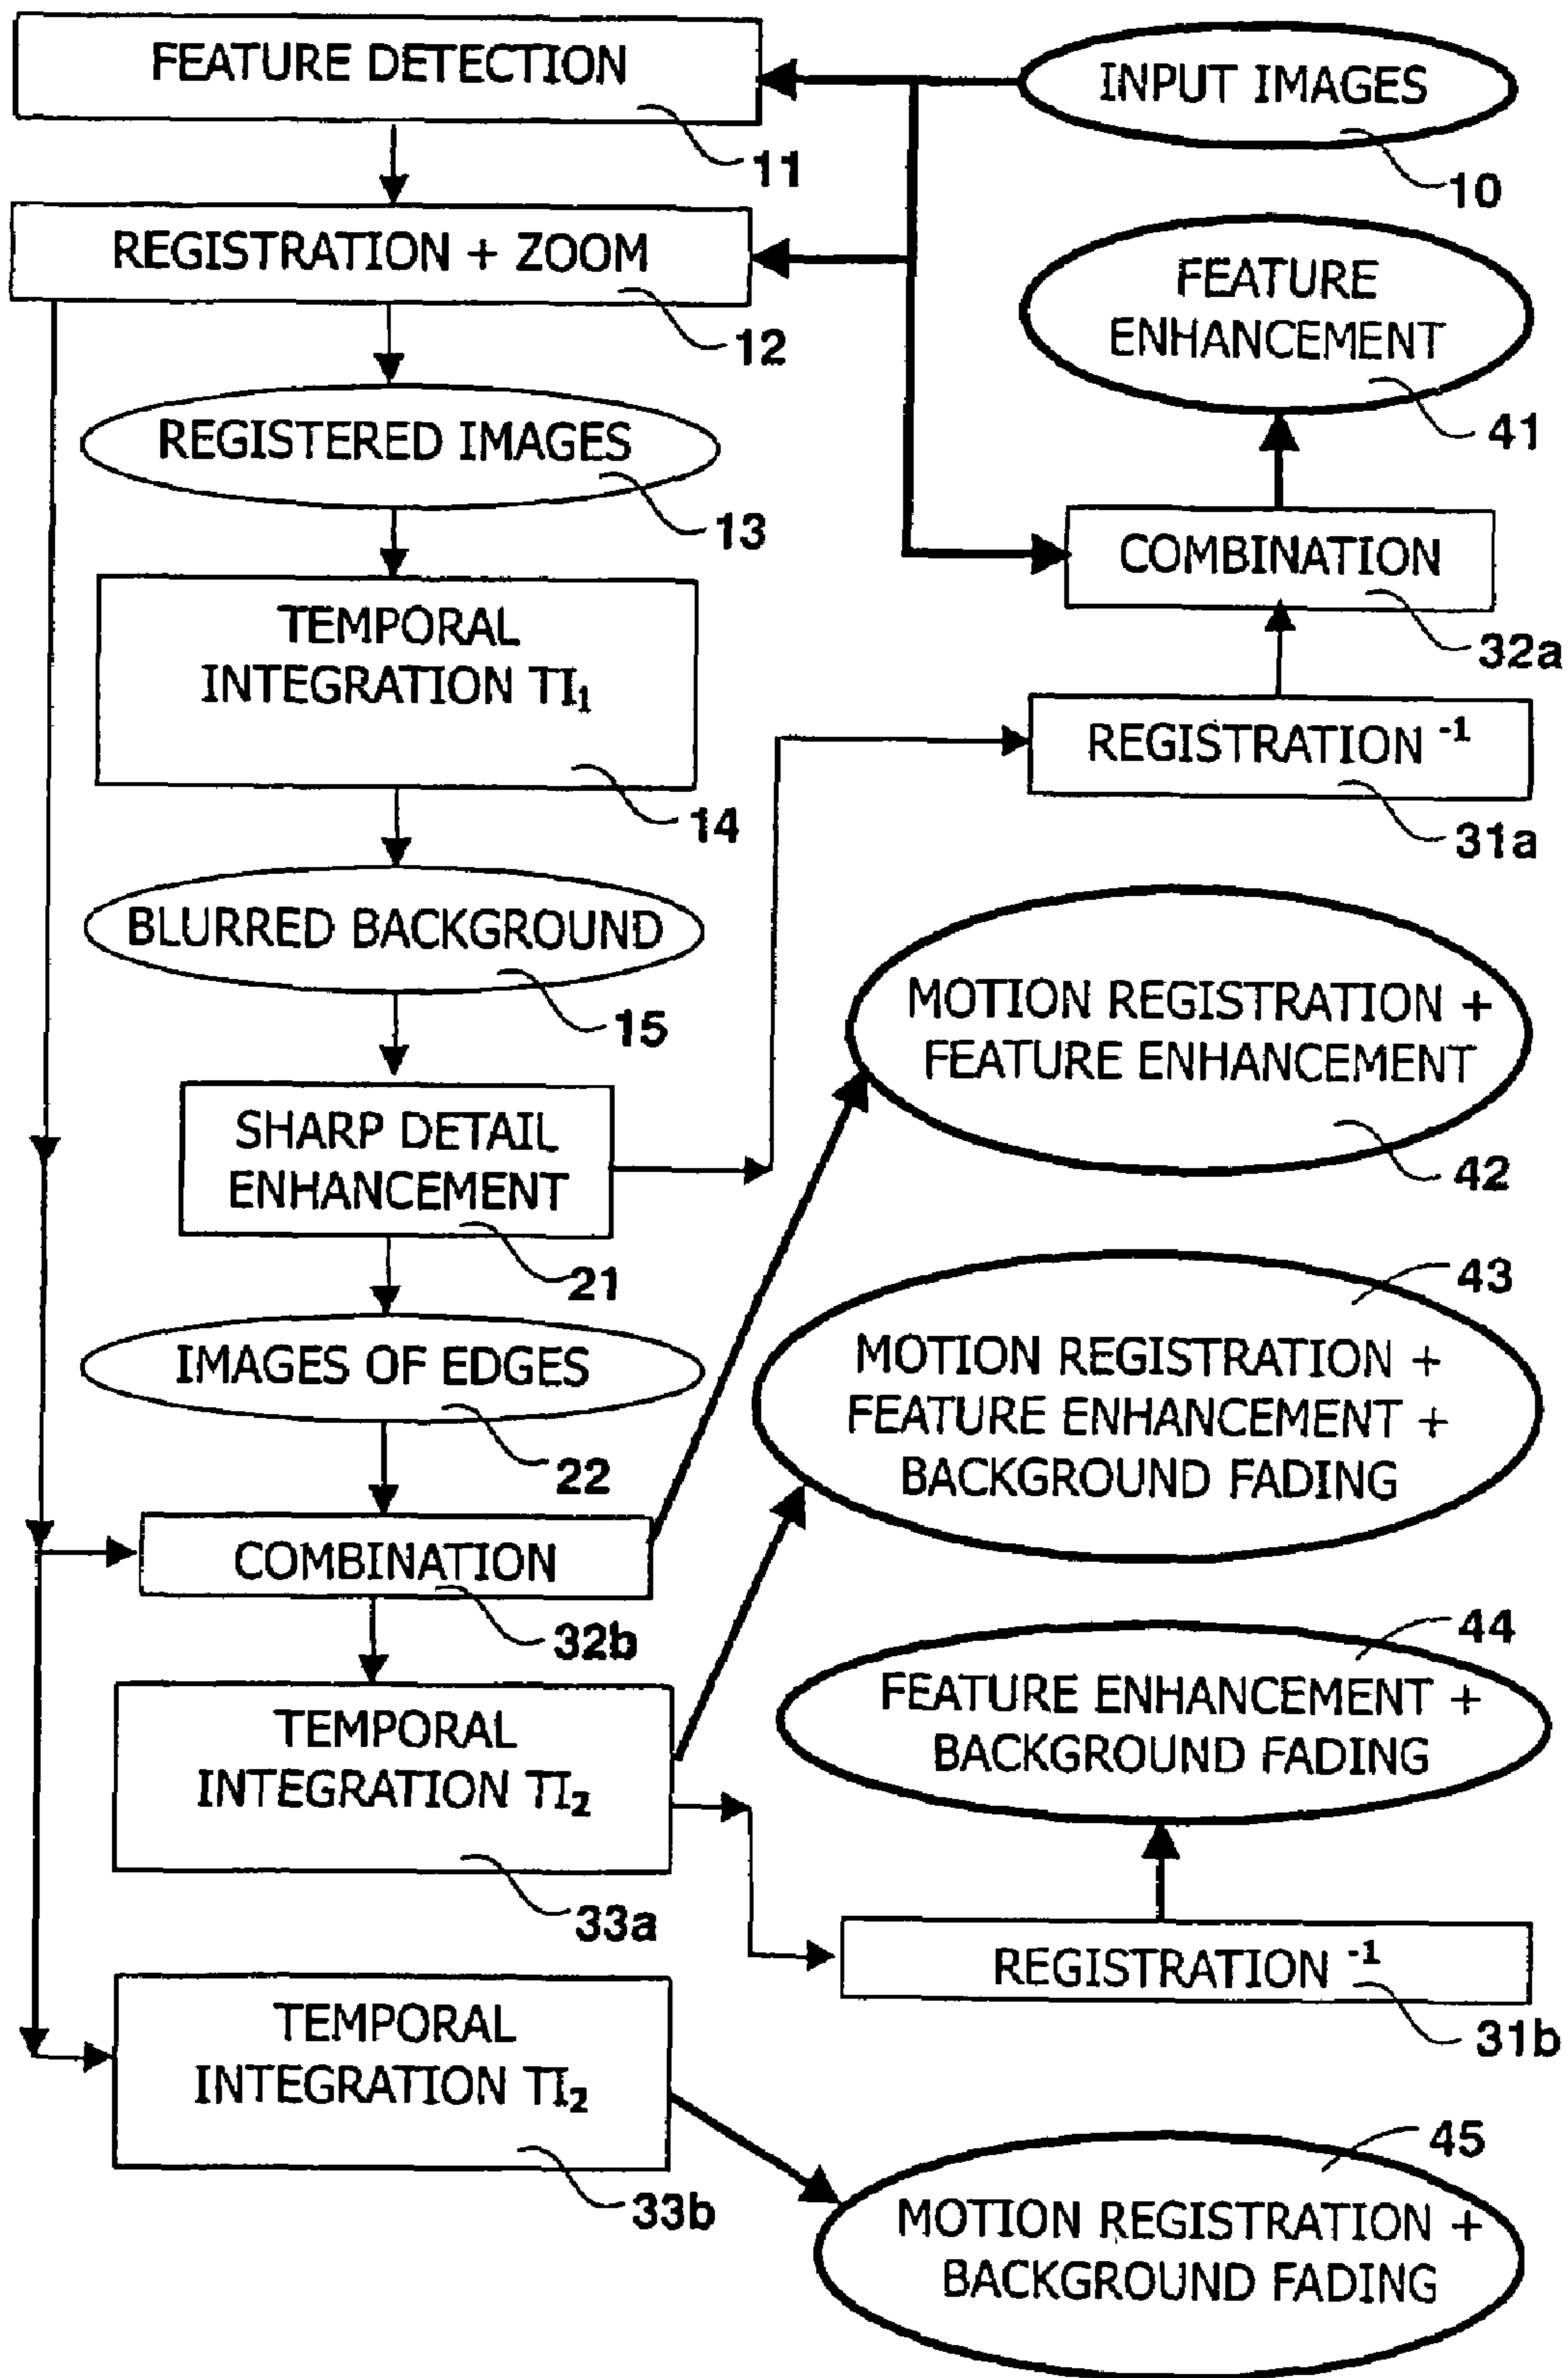 FEATURE DETECTION
11
INPUT IMAGES
10
REGISTRATION + ZOOM
12
FEATURE
ENHANCEMENT
41
REGISTERED IMAGES
13
COMBINATION
32a
TEMPORAL
INTEGRATION TI₁
14
REGISTRATION ⁻¹
31a
BLURRED BACKGROUND
15
MOTION REGISTRATION +
FEATURE ENHANCEMENT
42
SHARP DETAIL
ENHANCEMENT
21
43
MOTION REGISTRATION +
FEATURE ENHANCEMENT +
BACKGROUND FADING
IMAGES OF EDGES
22
COMBINATION
32b
44
FEATURE ENHANCEMENT +
BACKGROUND FADING
TEMPORAL
INTEGRATION TI₂
33a
REGISTRATION ⁻¹
31b
TEMPORAL
INTEGRATION TI₂
33b
45
MOTION REGISTRATION +
BACKGROUND FADING